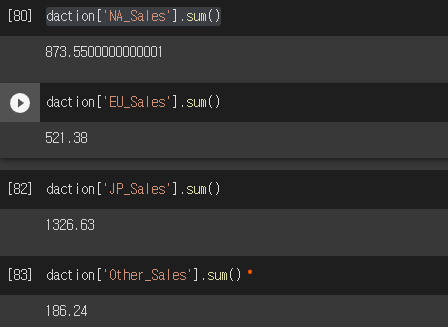 [80] daction['NA_Sales'].sum()
873.5500000000001
daction['EU_Sales'].sum()
521.38
[82] daction['JP_Sales'].sum()
1326.63
[83] daction['Other_Sales'].sum()
186.24